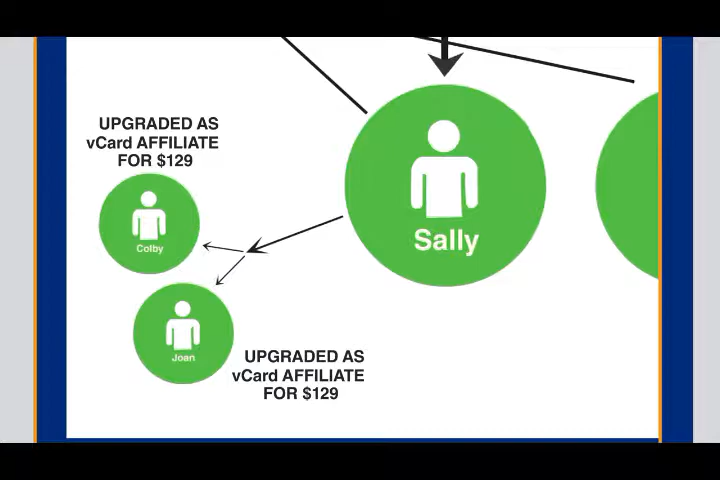 UPGRADED AS
vCard AFFILIATE
FOR $129
Colby
Sally
Joan
UPGRADED AS
vCard AFFILIATE
FOR $129